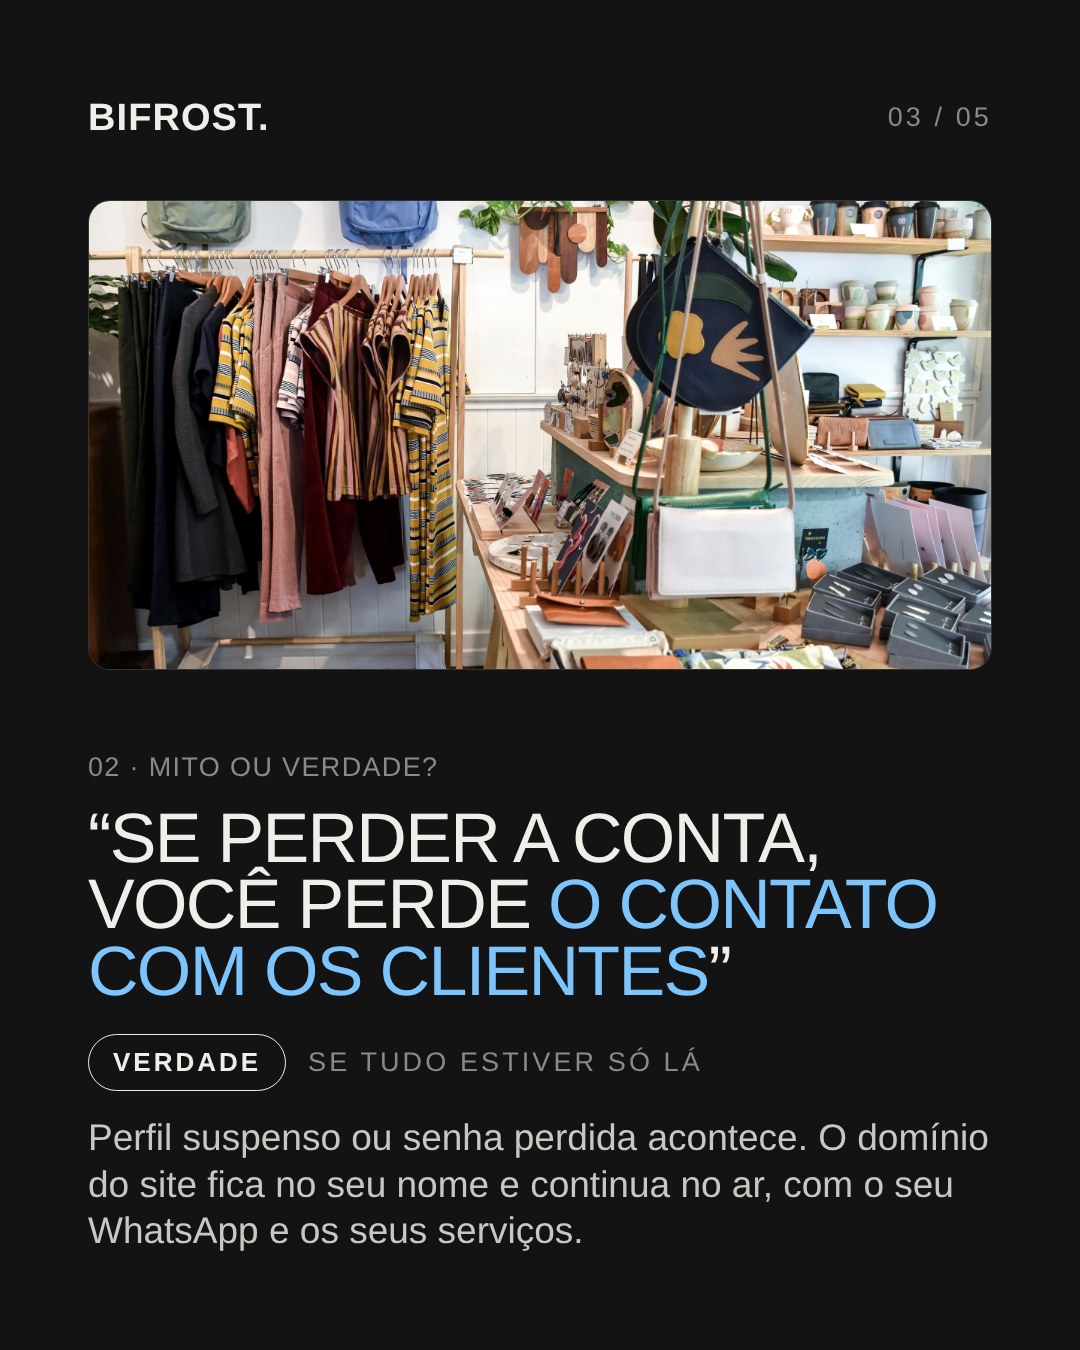 BIFROST.
03 / 05
02 · MITO OU VERDADE?
“SE PERDER A CONTA,
VOCÊ PERDE O CONTATO
COM OS CLIENTES”
VERDADE SE TUDO ESTIVER SÓ LÁ
Perfil suspenso ou senha perdida acontece. O domínio
do site fica no seu nome e continua no ar, com o seu
WhatsApp e os seus serviços.